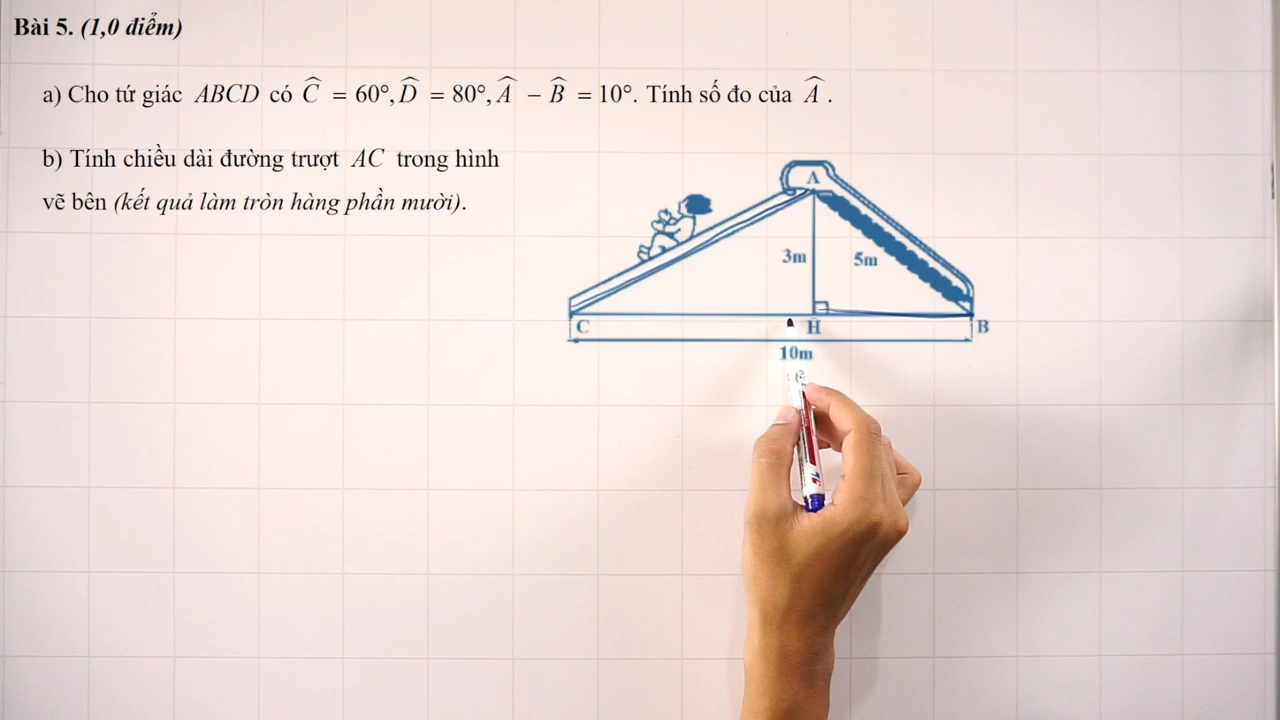 Bài 5. (1,0 điểm)
a) Cho tứ giác ABCD có Ĉ = 60°, D̂ = 80°, Â − B̂ = 10°. Tính số đo của Â.
b) Tính chiều dài đường trượt AC trong hình
vẽ bên (kết quả làm tròn hàng phần mười).
A
3m
5m
C
H
B
10m